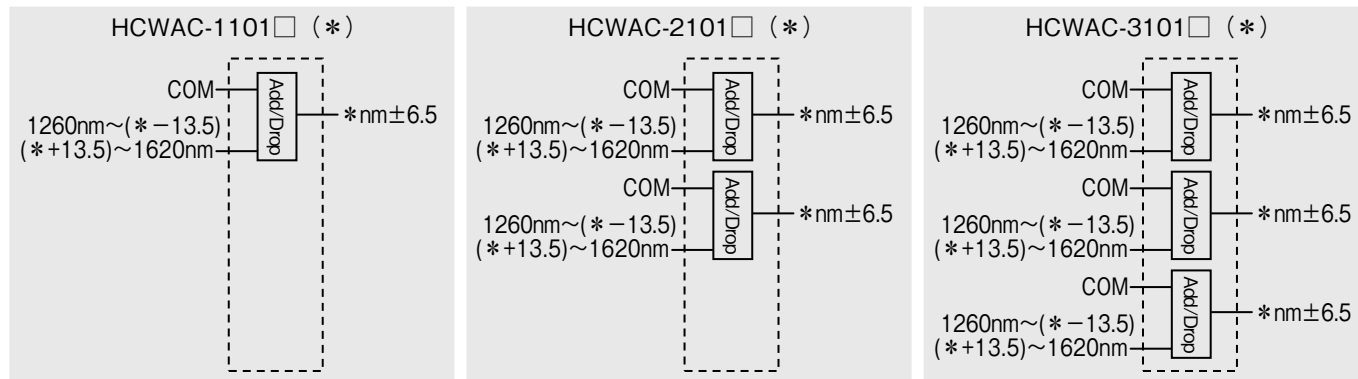 HCWAC-1101□（*）
COM
Add/Drop
*nm±6.5
1260nm～(*－13.5)
(*+13.5)～1620nm
HCWAC-2101□（*）
COM
Add/Drop
*nm±6.5
1260nm～(*－13.5)
(*+13.5)～1620nm
COM
Add/Drop
*nm±6.5
1260nm～(*－13.5)
(*+13.5)～1620nm
HCWAC-3101□（*）
COM
Add/Drop
*nm±6.5
1260nm～(*－13.5)
(*+13.5)～1620nm
COM
Add/Drop
*nm±6.5
1260nm～(*－13.5)
(*+13.5)～1620nm
COM
Add/Drop
*nm±6.5
1260nm～(*－13.5)
(*+13.5)～1620nm